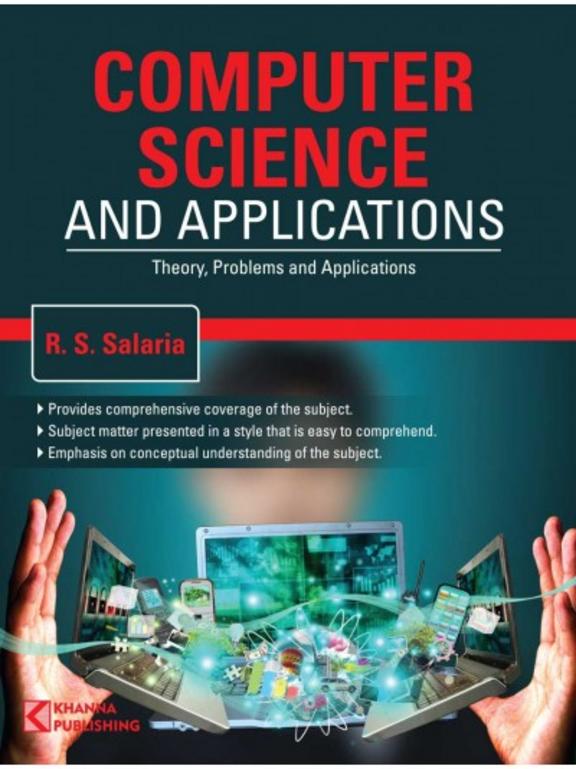 COMPUTER
SCIENCE
AND APPLICATIONS
Theory, Problems and Applications
R. S. Salaria
Provides comprehensive coverage of the subject.
Subject matter presented in a style that is easy to comprehend.
Emphasis on conceptual understanding of the subject.
KHANNA
PUBLISHING